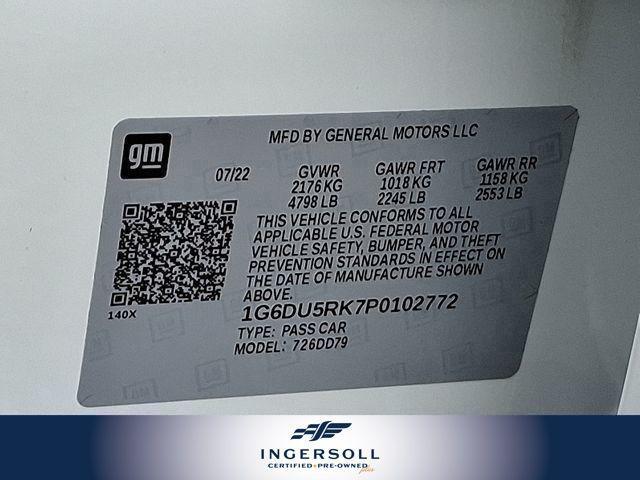 gm
MFD BY GENERAL MOTORS LLC
07/22 GVWR GAWR FRT GAWR RR
2176 KG 1018 KG 1158 KG
4798 LB 2245 LB 2553 LB
THIS VEHICLE CONFORMS TO ALL
APPLICABLE U.S. FEDERAL MOTOR
VEHICLE SAFETY, BUMPER, AND THEFT
PREVENTION STANDARDS IN EFFECT ON
THE DATE OF MANUFACTURE SHOWN
ABOVE.
140X
1G6DU5RK7P0102772
TYPE: PASS CAR
MODEL: 726DD79
INGERSOLL
CERTIFIED PRE-OWNED plus